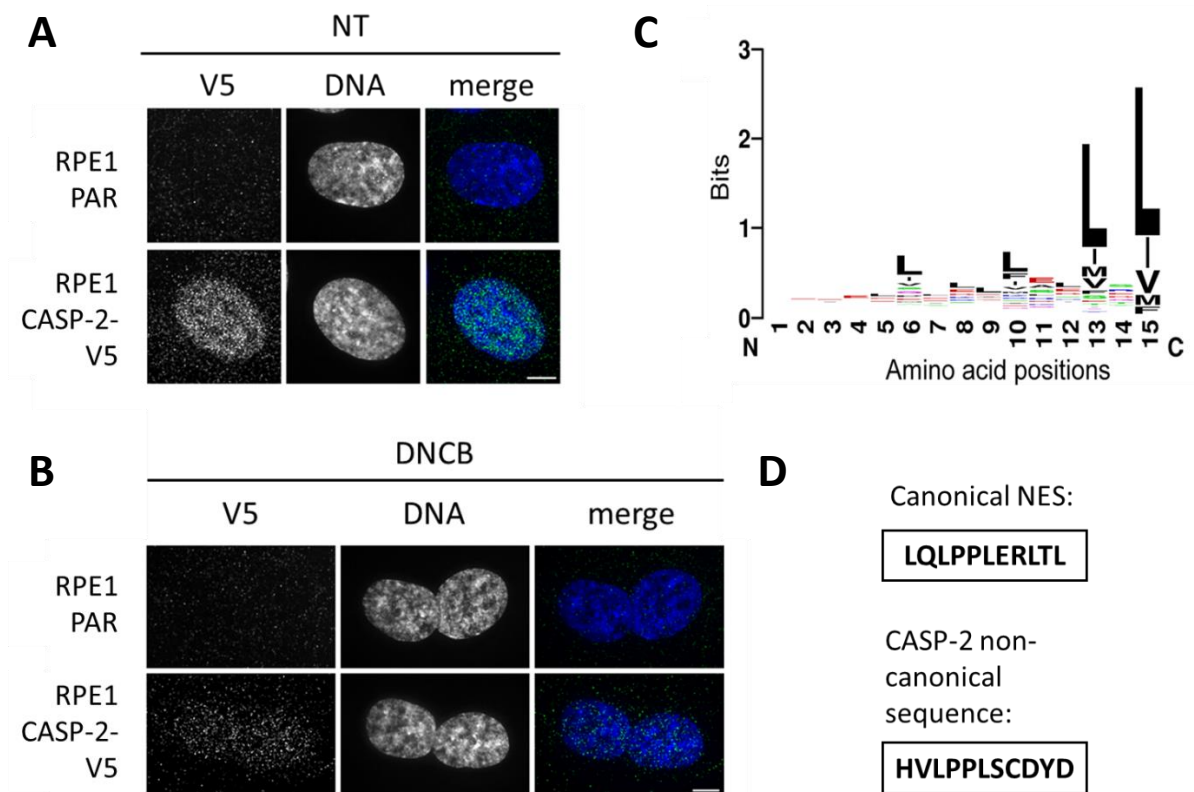 A
NT
V5 DNA merge
RPE1
PAR
RPE1
CASP-2-
V5
B
DNCB
V5 DNA merge
RPE1
PAR
RPE1
CASP-2-
V5
C
Bits
3
2
1
0
1 2 3 4 5 6 7 8 9 10 11 12 13 14 15
N C
Amino acid positions
L
L
L
I
M
V
L
I
V
M
F
D
Canonical NES:
LQLPPLERLTL
CASP-2 non-
canonical
sequence:
HVLPPLSCDYD